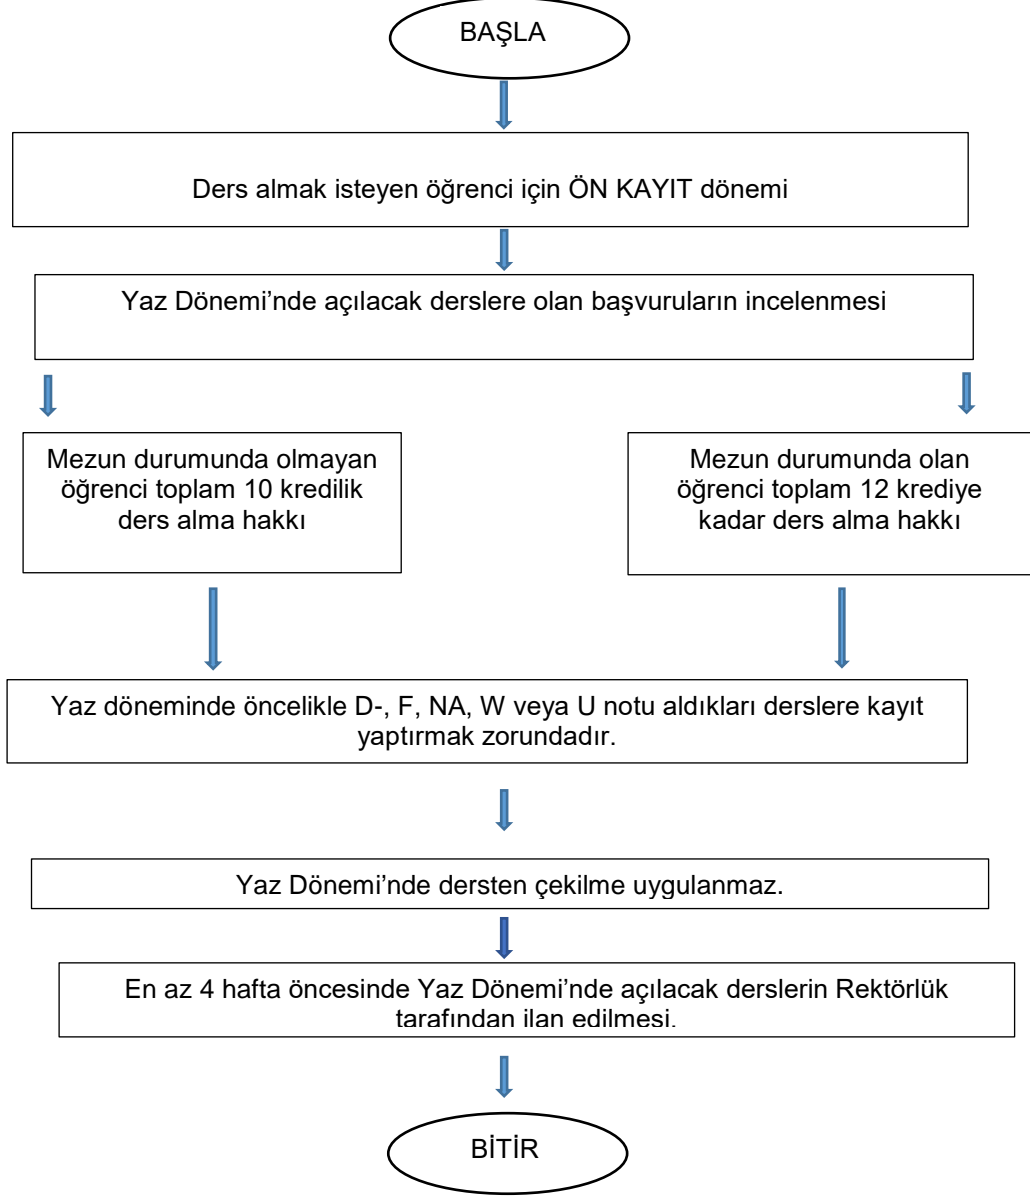 BAŞLA
Ders almak isteyen öğrenci için ÖN KAYIT dönemi
Yaz Dönemi’nde açılacak derslere olan başvuruların incelenmesi
Mezun durumunda olmayan
öğrenci toplam 10 kredilik
ders alma hakkı
Mezun durumunda olan
öğrenci toplam 12 krediye
kadar ders alma hakkı
Yaz döneminde öncelikle D-, F, NA, W veya U notu aldıkları derslere kayıt
yaptırmak zorundadır.
Yaz Dönemi’nde dersten çekilme uygulanmaz.
En az 4 hafta öncesinde Yaz Dönemi’nde açılacak derslerin Rektörlük
tarafından ilan edilmesi.
BİTİR